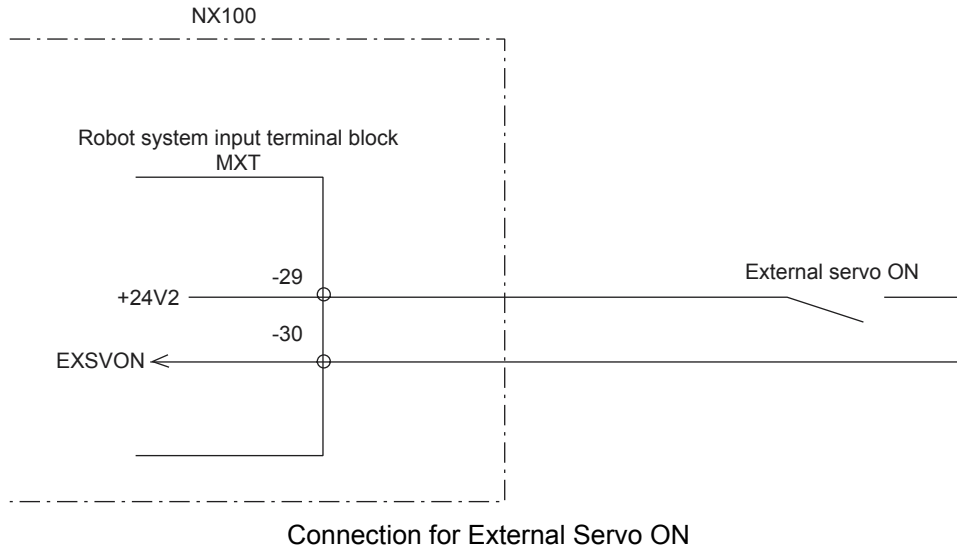 NX100
Robot system input terminal block
MXT
-29
External servo ON
+24V2
-30
EXSVON
Connection for External Servo ON